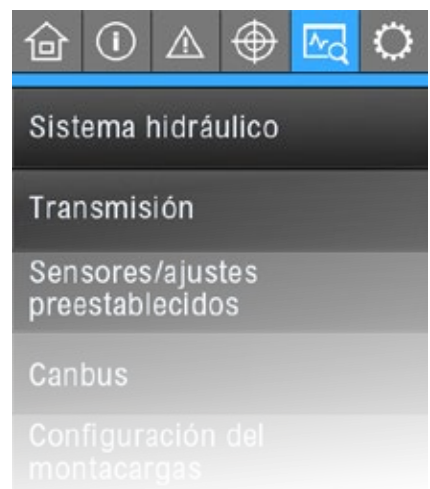 Sistema hidráulico
Transmisión
Sensores/ajustes
preestablecidos
Canbus
Configuración del
montacargas